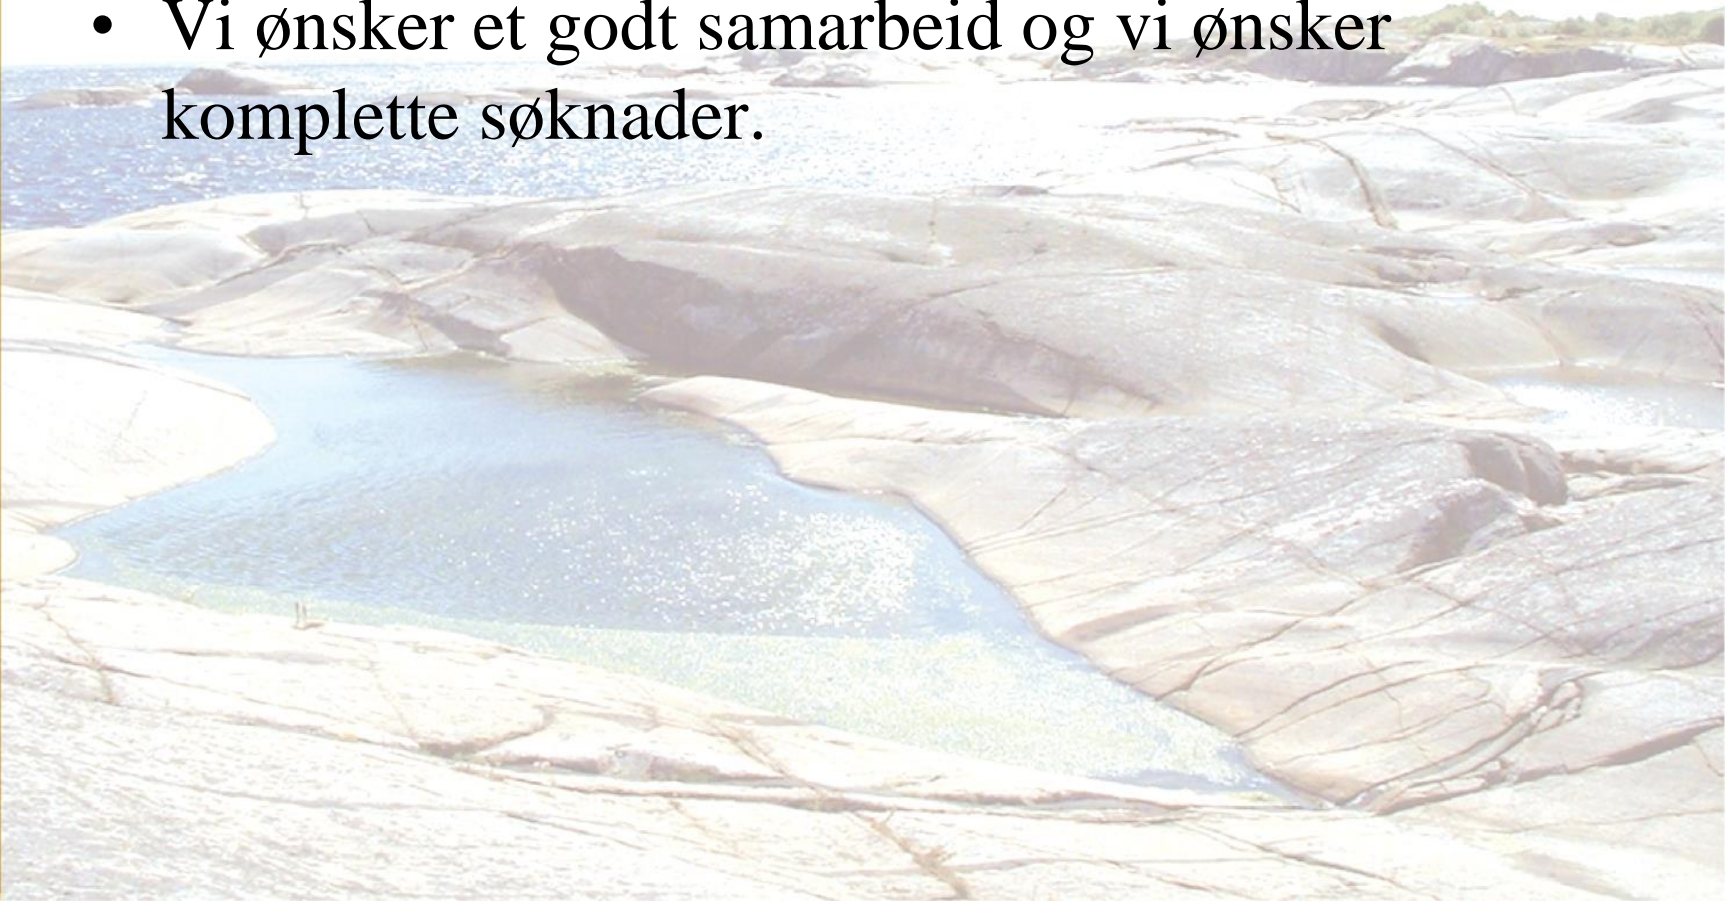 • Vi ønsker et godt samarbeid og vi ønsker
komplette søknader.